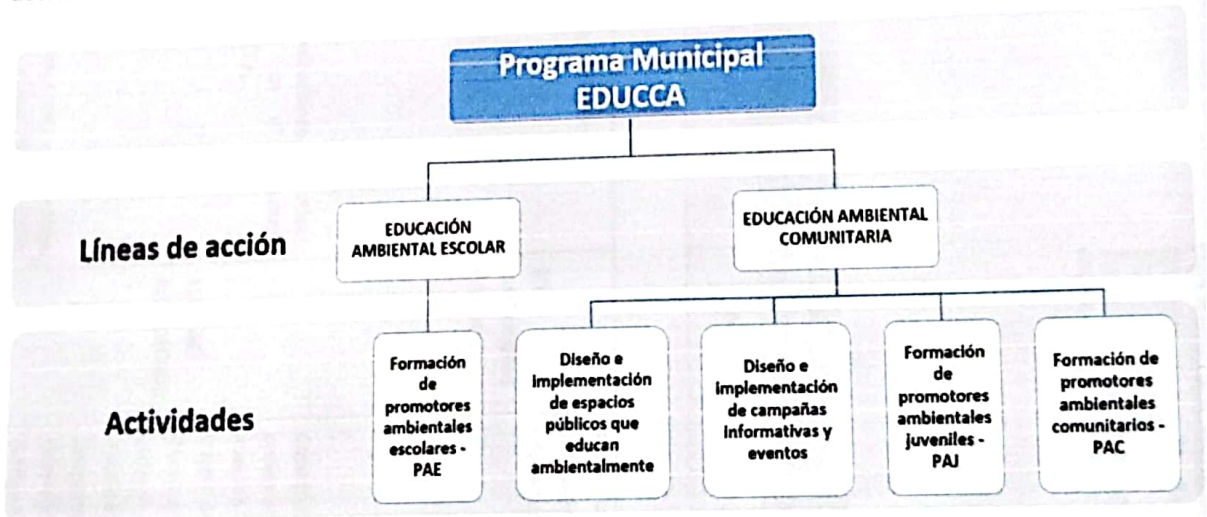 Programa Municipal
EDUCCA
Líneas de acción
EDUCACIÓN
AMBIENTAL ESCOLAR
EDUCACIÓN AMBIENTAL
COMUNITARIA
Actividades
Formación
de
promotores
ambientales
escolares -
PAE
Diseño e
implementación
de espacios
públicos que
educan
ambientalmente
Diseño e
implementación
de campañas
informativas y
eventos
Formación
de
promotores
ambientales
juveniles -
PAJ
Formación de
promotores
ambientales
comunitarios -
PAC